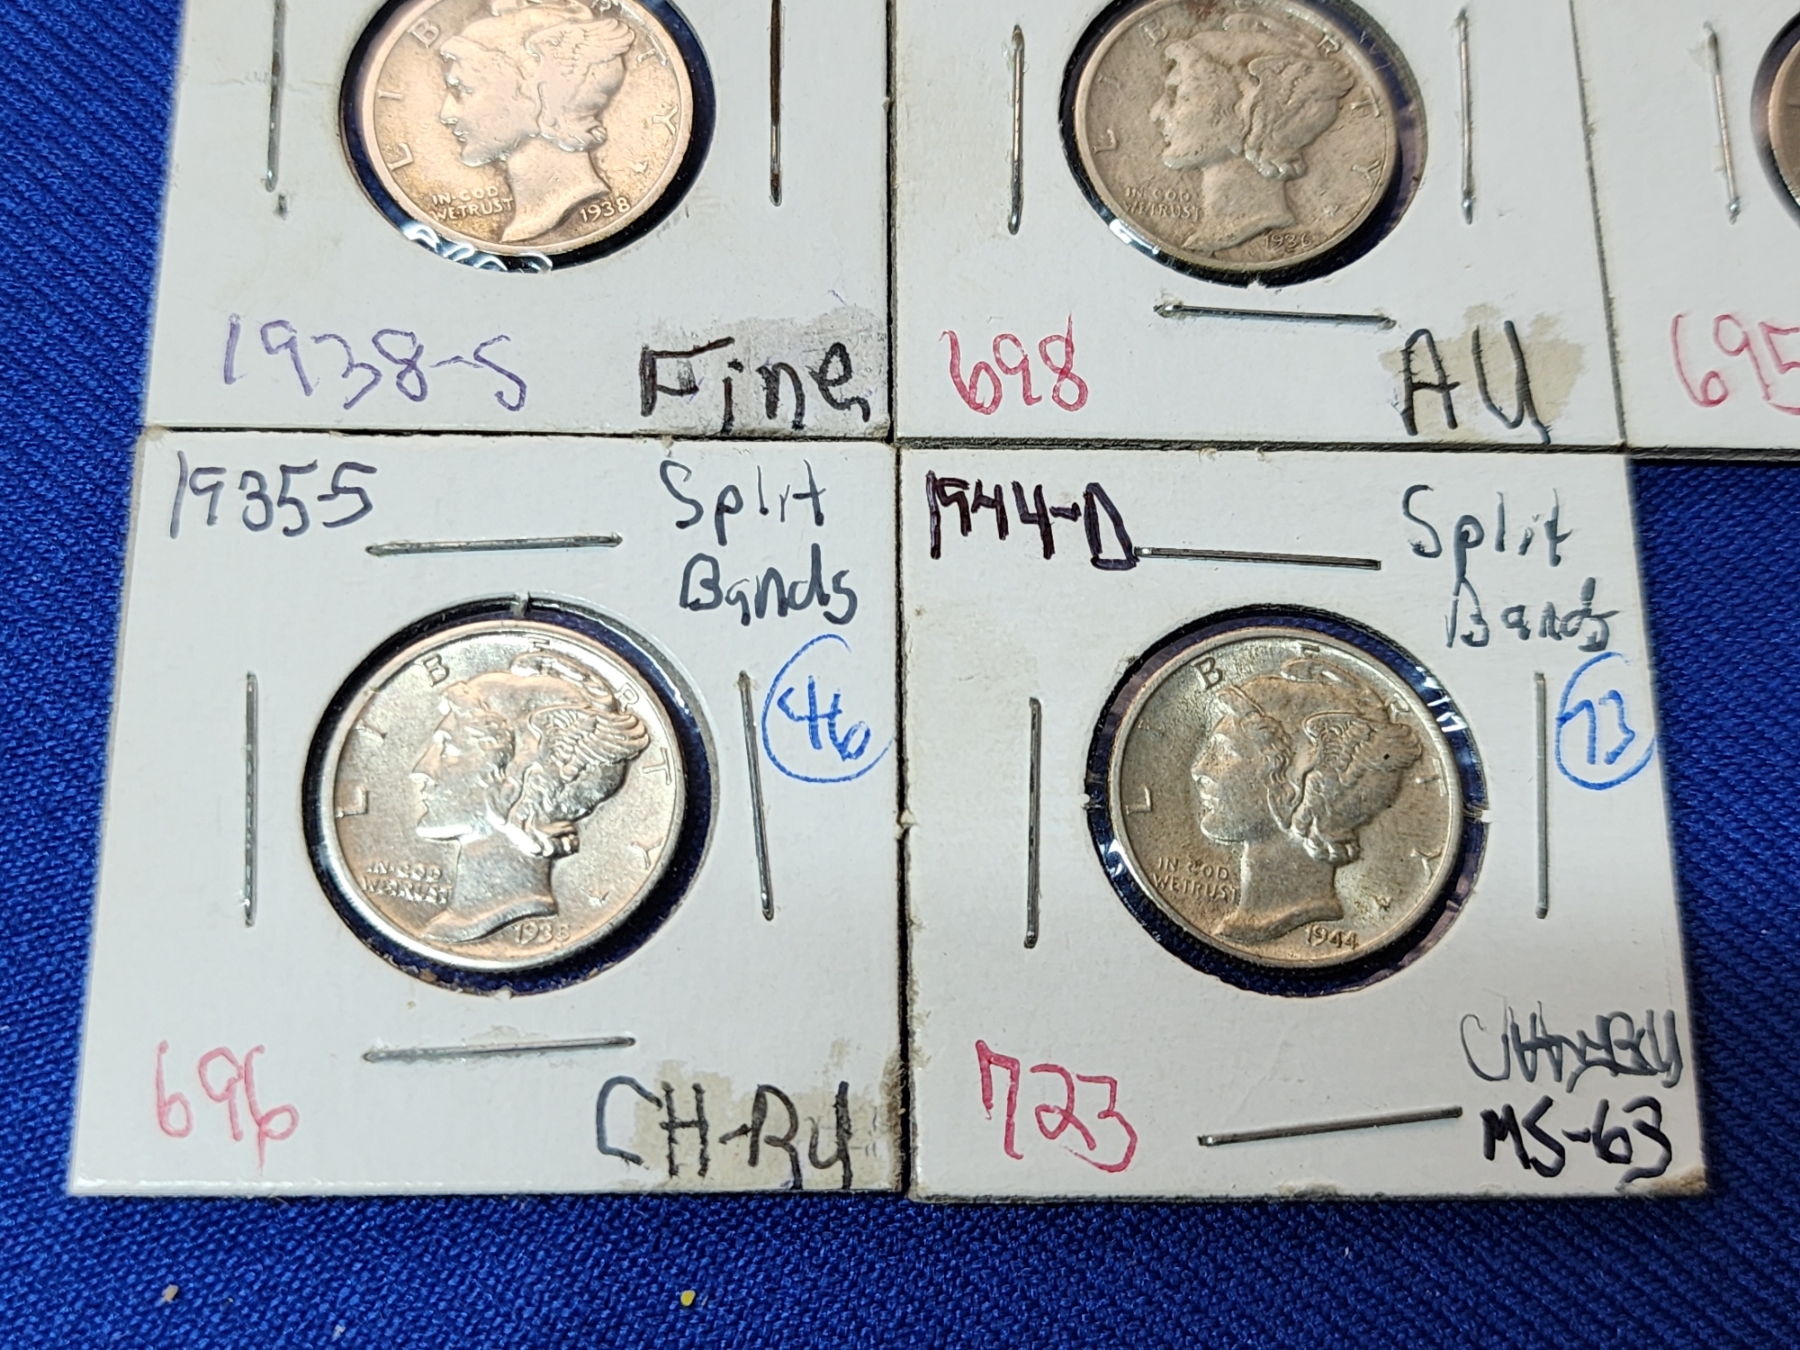 LIBERTY
IN GOD
WE TRUST
1938
1938-S
Fine
LIBERTY
IN GOD
WE TRUST
1936
698
AU
695
1935-S
Split
Bands
46
LIBERTY
IN GOD
WE TRUST
696
CH-BU
1944-D
Split
Bands
73
LIBERTY
IN GOD
WE TRUST
1944
723
MS-63